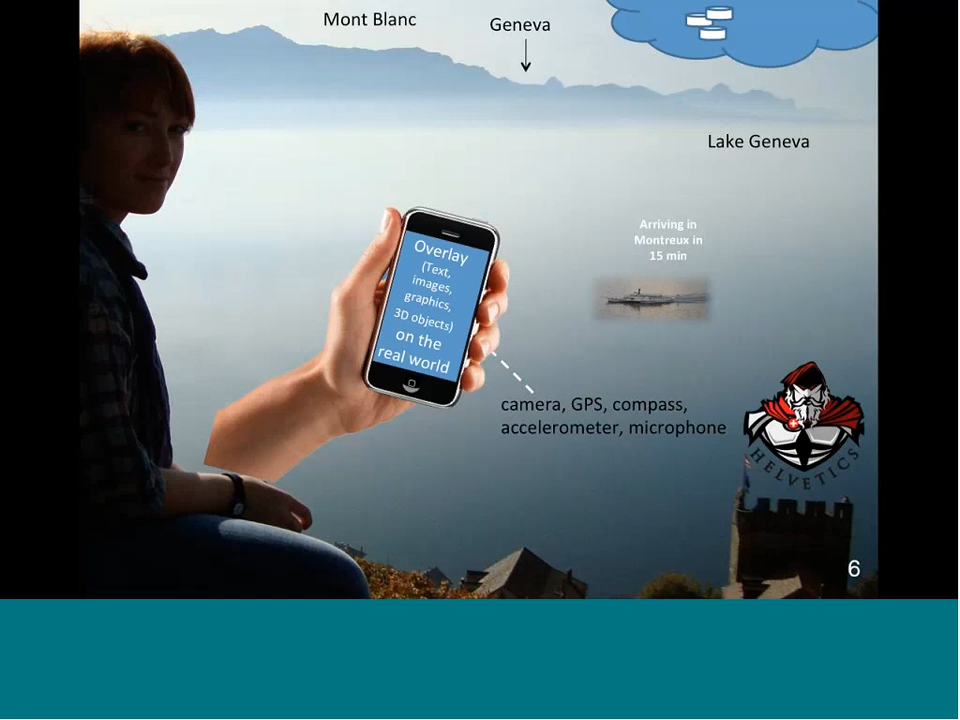 Mont Blanc
Geneva
Lake Geneva
Arriving in
Montreux in
15 min
Overlay
(Text,
images,
graphics,
3D objects)
on the
real world
camera, GPS, compass,
accelerometer, microphone
HELVETICS
6